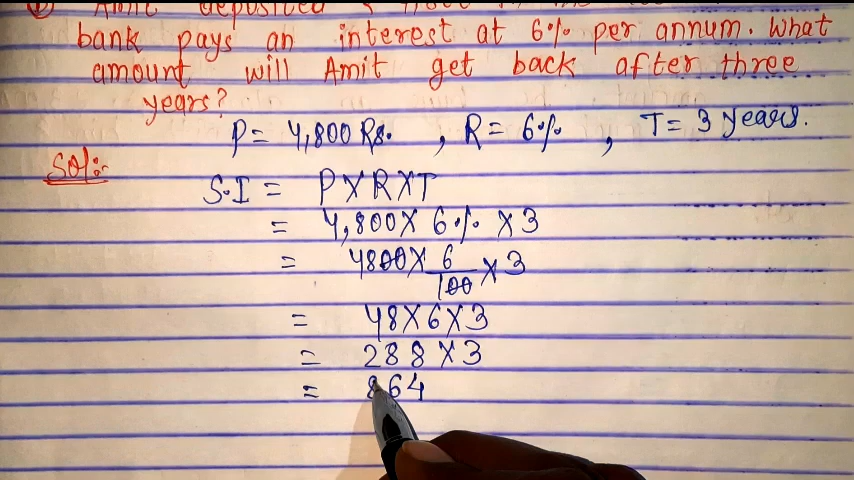 Amit deposited
bank pays an interest at 6% per annum. What
amount will Amit get back after three
years?
P = 4,800 Rs. , R = 6% , T = 3 years.
Sol:-
S.I = P X R X T
= 4,800 X 6% X 3
= 4800 X 6/100 X 3
= 48 X 6 X 3
= 288 X 3
= 864